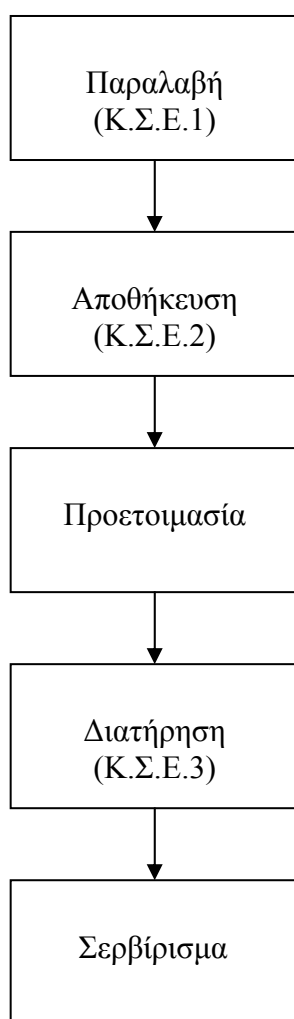 Παραλαβή
(Κ.Σ.Ε.1)
Αποθήκευση
(Κ.Σ.Ε.2)
Προετοιμασία
Διατήρηση
(Κ.Σ.Ε.3)
Σερβίρισμα